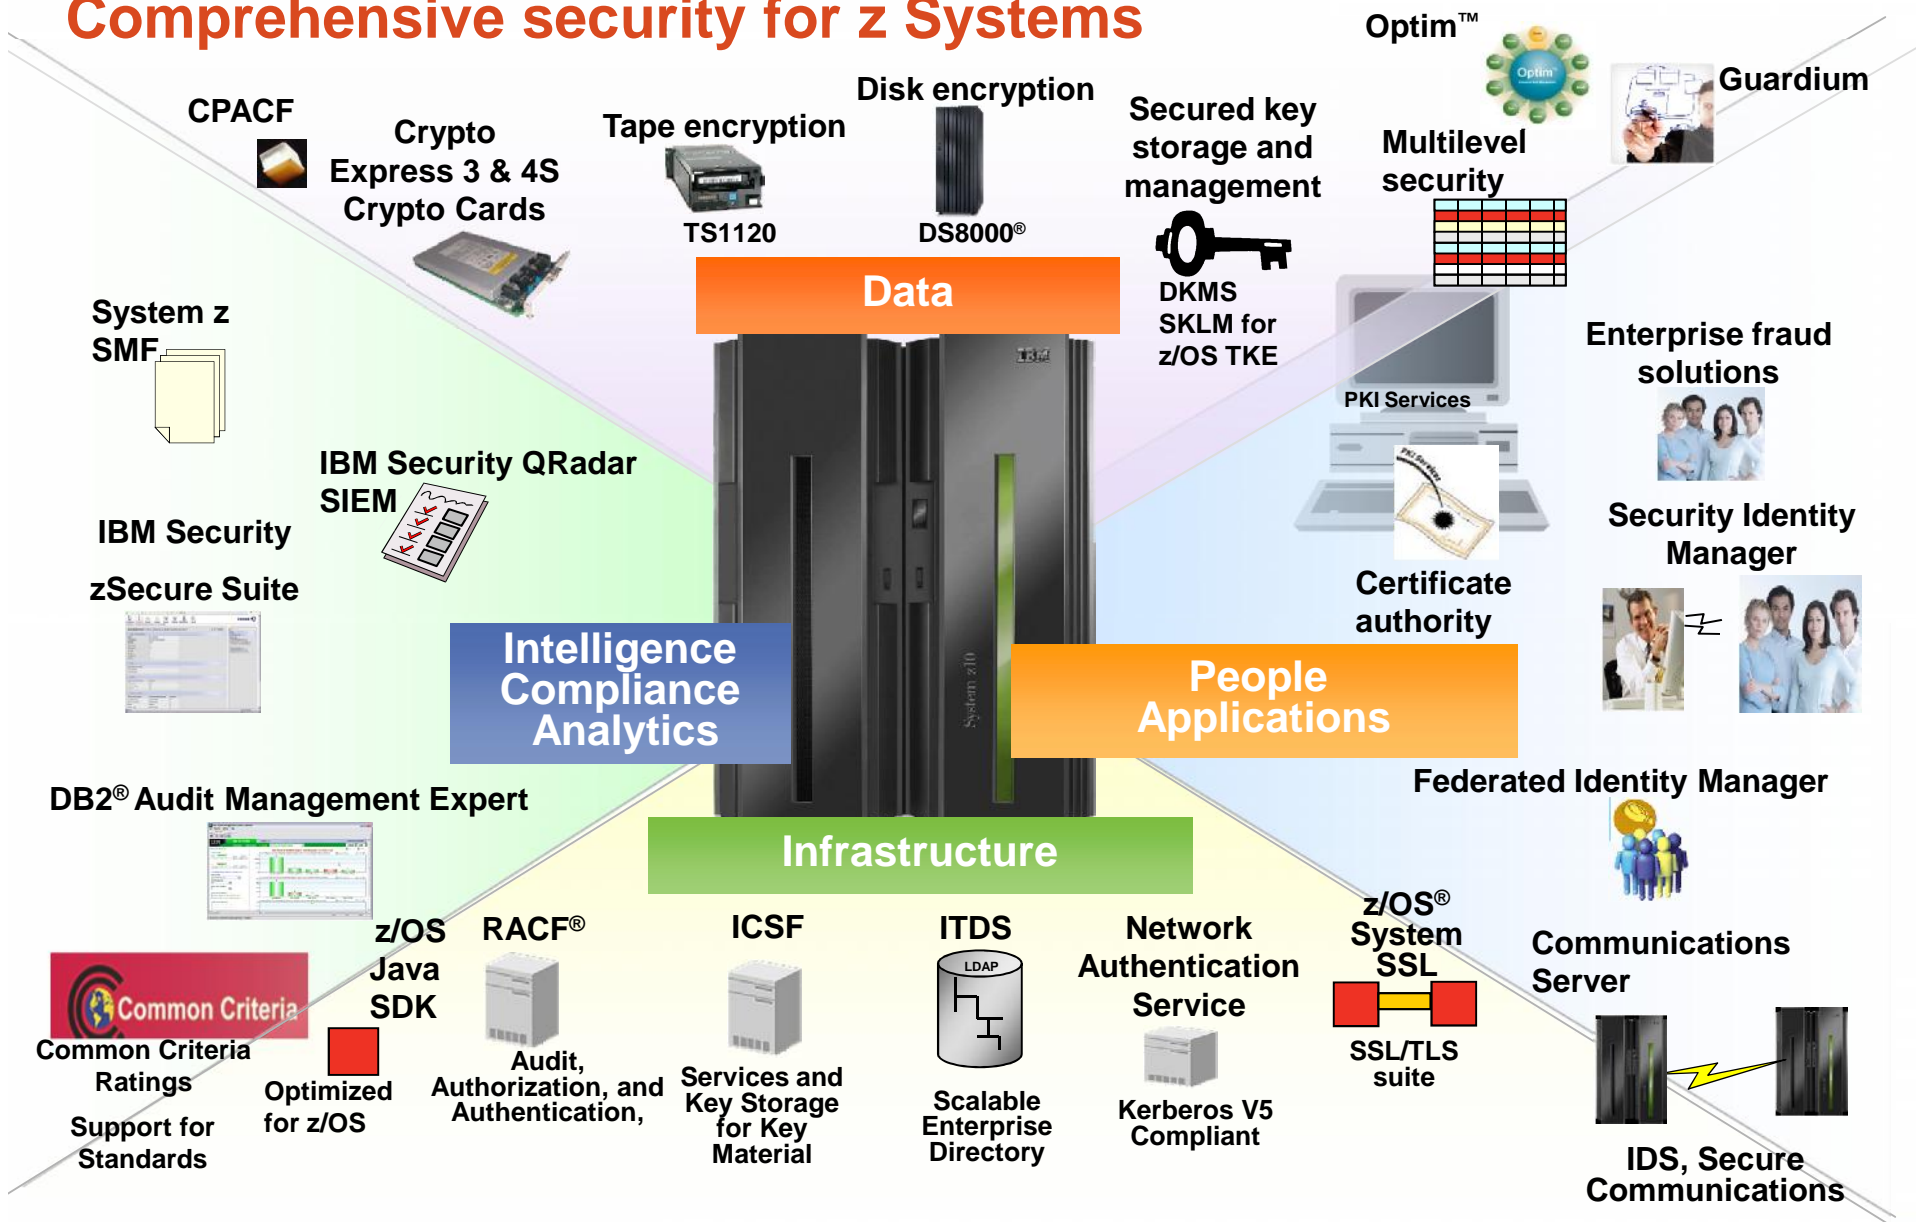 Comprehensive security for z Systems
Optim™
Optim
Guardium
CPACF
Crypto
Express 3 & 4S
Crypto Cards
Tape encryption
TS1120
Disk encryption
DS8000®
Secured key
storage and
management
DKMS
SKLM for
z/OS TKE
Multilevel
security
Data
System z
SMF
IBM Security QRadar
SIEM
IBM Security
zSecure Suite
IBM
System z10
PKI Services
PKI Services
Certificate
authority
Enterprise fraud
solutions
Security Identity
Manager
Intelligence
Compliance
Analytics
People
Applications
Federated Identity Manager
DB2® Audit Management Expert
Infrastructure
Common Criteria
Common Criteria
Ratings
Support for
Standards
z/OS
Java
SDK
Optimized
for z/OS
RACF®
Audit,
Authorization, and
Authentication,
ICSF
Services and
Key Storage
for Key
Material
ITDS
LDAP
Scalable
Enterprise
Directory
Network
Authentication
Service
Kerberos V5
Compliant
z/OS®
System
SSL
SSL/TLS
suite
Communications
Server
IDS, Secure
Communications